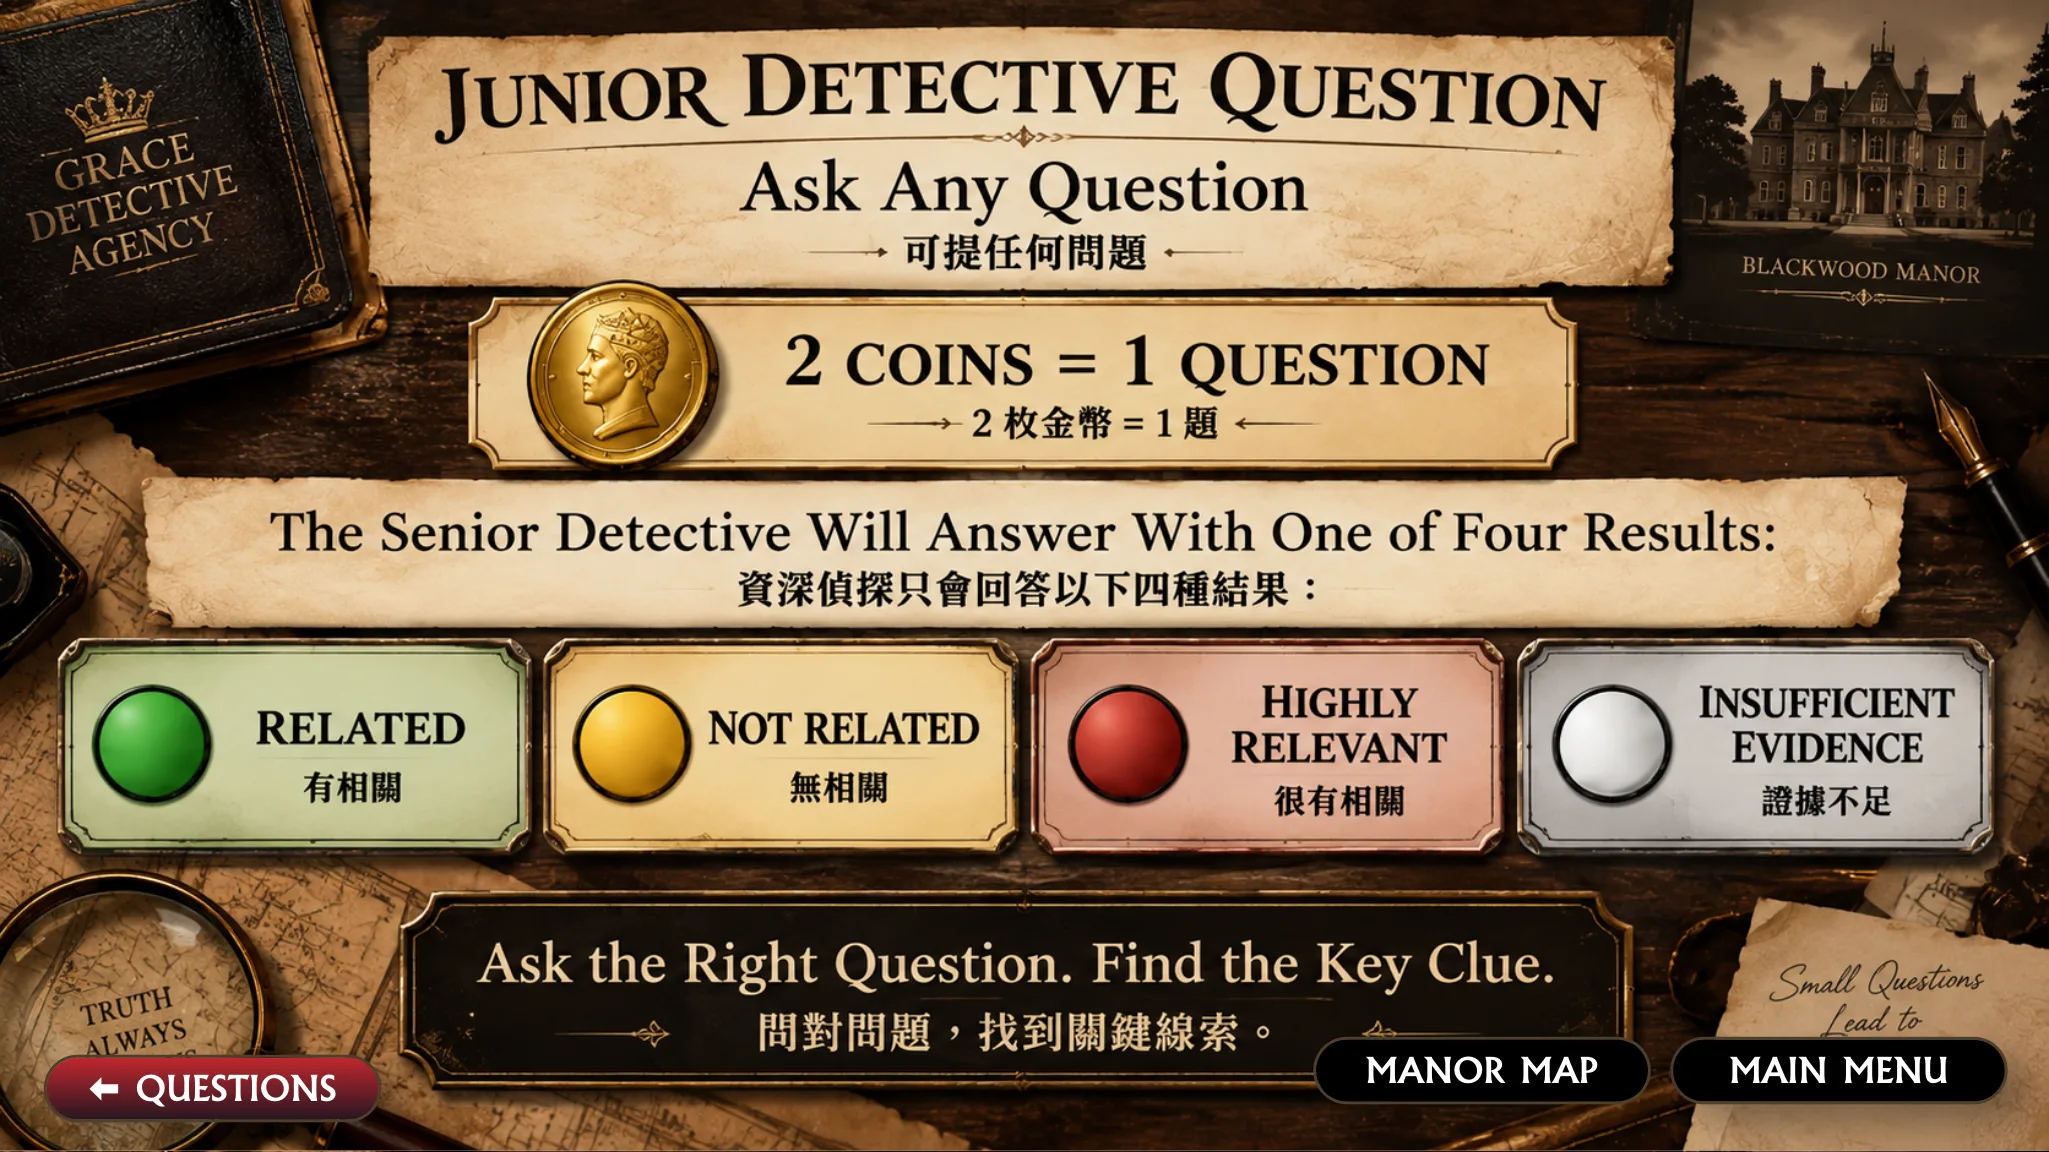 GRACE
DETECTIVE
AGENCY
JUNIOR DETECTIVE QUESTION
Ask Any Question
可提任何問題
BLACKWOOD MANOR
2 COINS = 1 QUESTION
2 枚金幣 = 1 題
The Senior Detective Will Answer With One of Four Results:
資深偵探只會回答以下四種結果：
RELATED
有相關
NOT RELATED
無相關
HIGHLY
RELEVANT
很有相關
INSUFFICIENT
EVIDENCE
證據不足
Ask the Right Question. Find the Key Clue.
問對問題，找到關鍵線索。
TRUTH
ALWAYS
Small Questions
Lead to
QUESTIONS
MANOR MAP
MAIN MENU